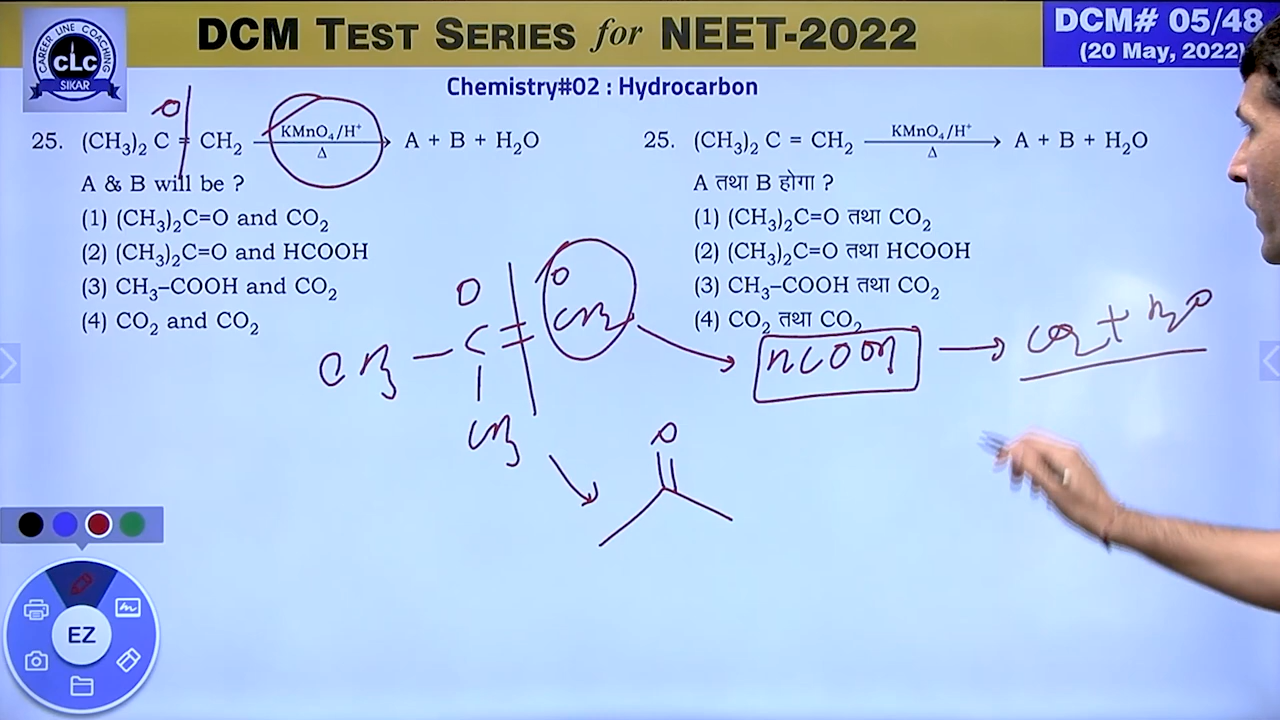 CAREER LINE COACHING
CLC
SIKAR
DCM TEST SERIES for NEET-2022
DCM# 05/48
(20 May, 2022)
Chemistry#02 : Hydrocarbon
25. (CH₃)₂ C = CH₂ KMnO₄/H⁺ Δ → A + B + H₂O
A & B will be ?
(1) (CH₃)₂C=O and CO₂
(2) (CH₃)₂C=O and HCOOH
(3) CH₃–COOH and CO₂
(4) CO₂ and CO₂
25. (CH₃)₂ C = CH₂ KMnO₄/H⁺ Δ → A + B + H₂O
A तथा B होगा ?
(1) (CH₃)₂C=O तथा CO₂
(2) (CH₃)₂C=O तथा HCOOH
(3) CH₃–COOH तथा CO₂
(4) CO₂ तथा CO₂
O
O O
CH₃ – C = CH₂ → HCOOH → CO₂ + H₂O
CH₃
O
EZ